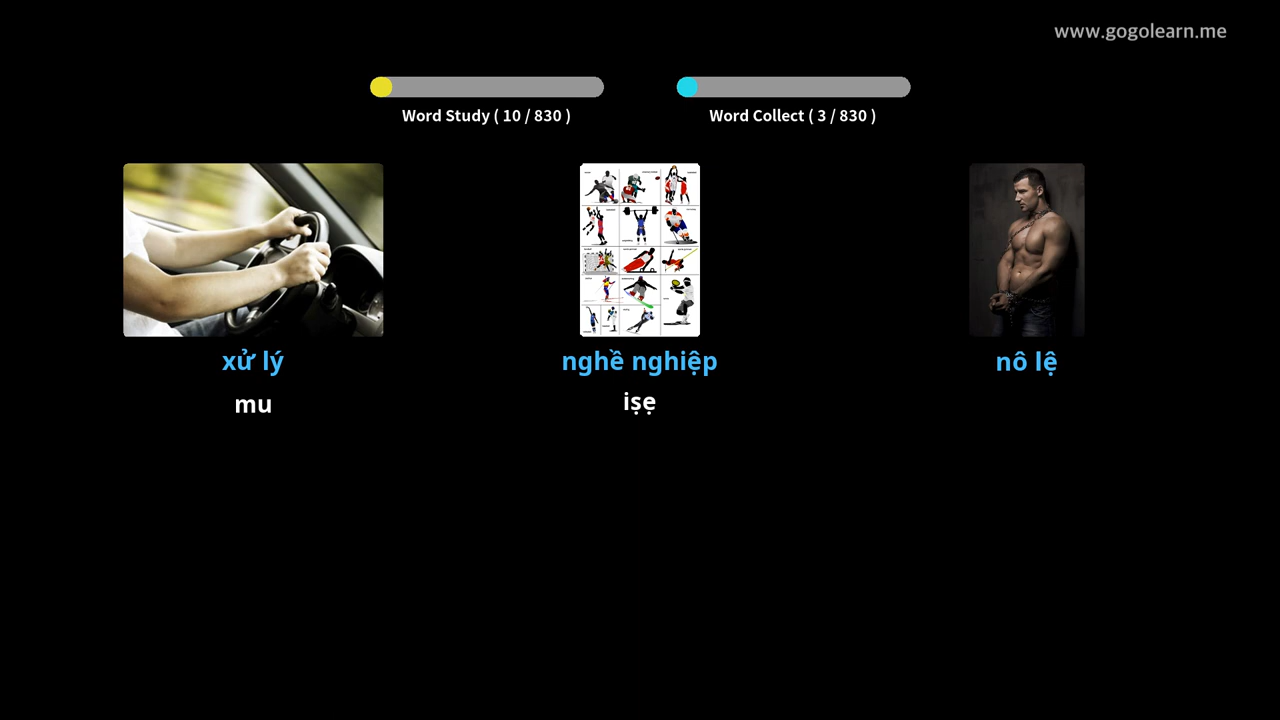 www.gogolearn.me
Word Study ( 10 / 830 )
Word Collect ( 3 / 830 )
xử lý
nghề nghiệp
nô lệ
mu
iṣẹ